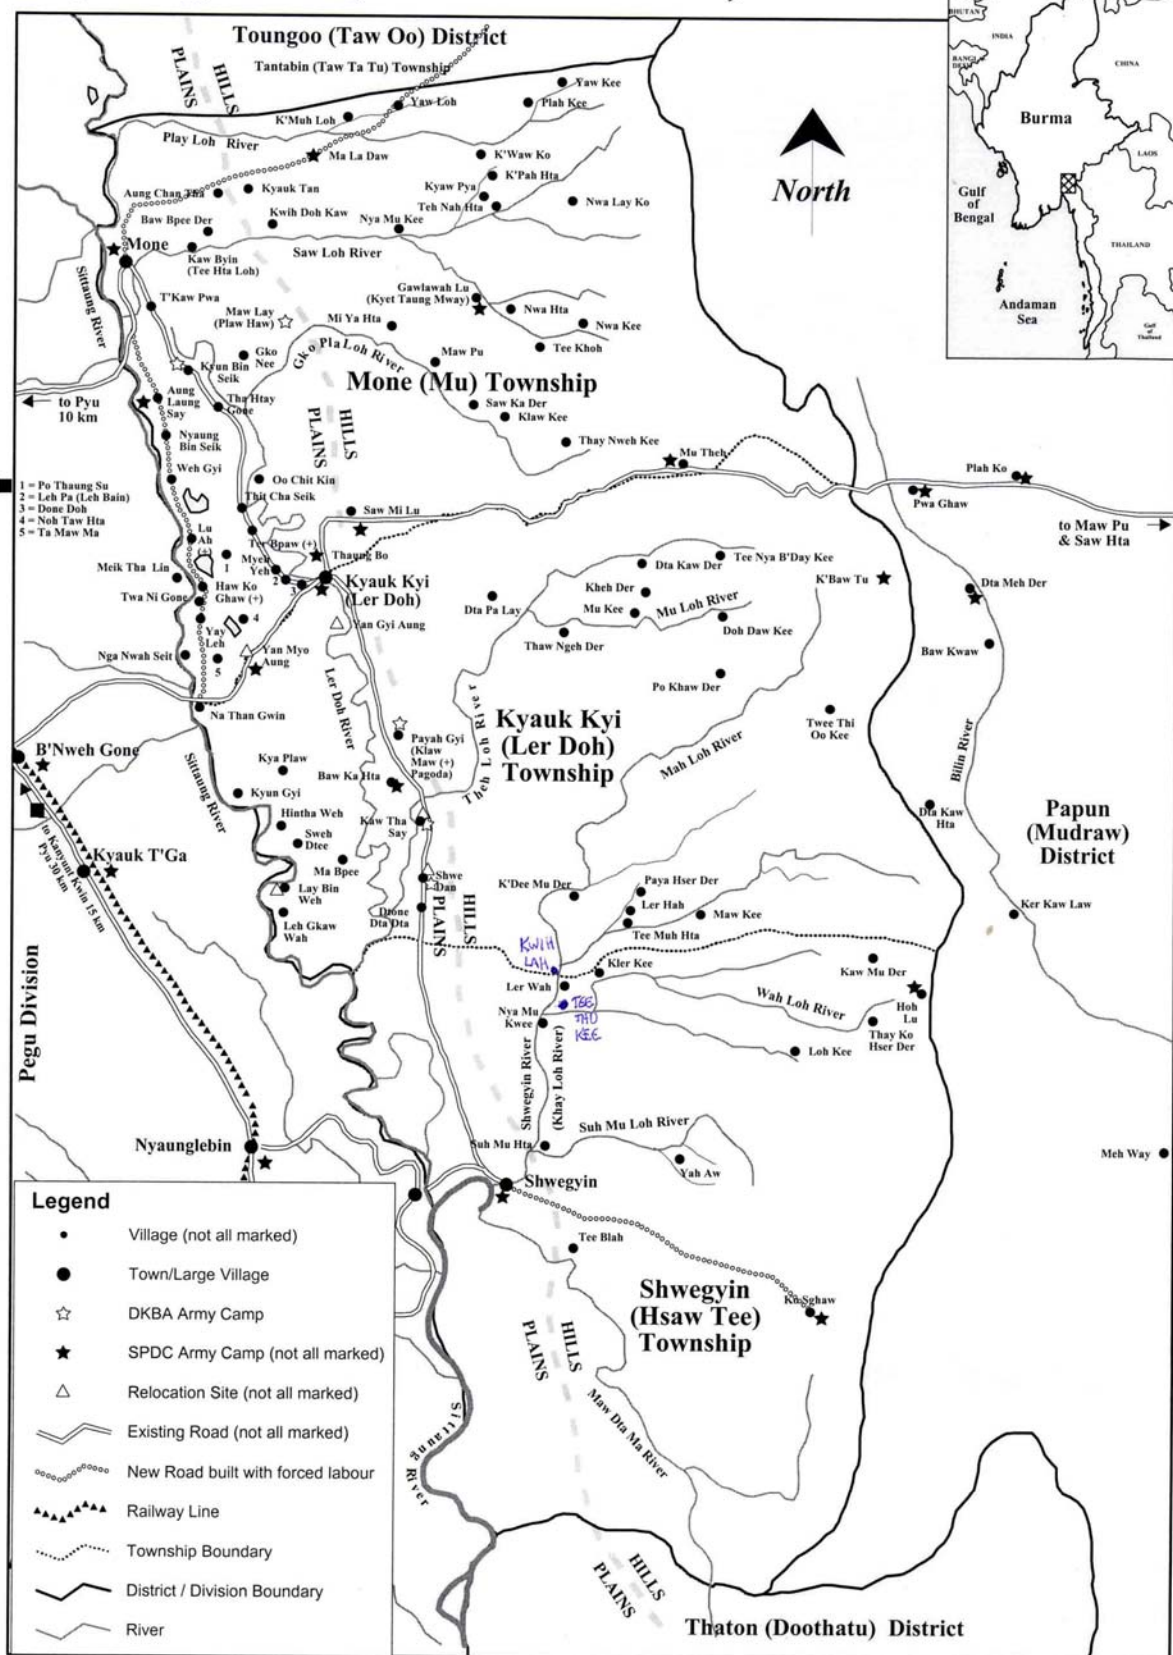 Toungoo (Taw Oo) District
Tantabin (Taw Ta Tu) Township
PLAINS
HILLS
BHUTAN
INDIA
BANGLADESH
CHINA
Burma
LAOS
Gulf
of
Bengal
THAILAND
Andaman
Sea
Gulf
of
Thailand
North
Yaw Kee
Yaw Loh
Plah Kee
K'Muh Loh
Play Loh River
Ma La Daw
K'Waw Ko
K'Pah Hta
Aung Chan Tha
Kyauk Tan
Kyaw Pya
Teh Nah Hta
Nwa Lay Ko
Baw Bpee Der
Kwih Doh Kaw
Nya Mu Kee
Mone
Saw Loh River
Kaw Byin
(Tee Hta Loh)
Sittaung River
T'Kaw Pwa
Maw Lay
(Plaw Haw)
Mi Ya Hta
Gawlawah Lu
(Kyet Taung Mway)
Nwa Hta
Nwa Kee
Tee Khoh
Gko
Nee
Gko Pla Loh River
Maw Pu
Kyun Bin
Seik
Mone (Mu) Township
to Pyu
10 km
Aung
Laung
Say
Tha Htay
Gone
Saw Ka Der
Klaw Kee
PLAINS
HILLS
Nyaung
Bin Seik
Thay Nweh Kee
Mu Theh
Weh Gyi
Oo Chit Kin
Plah Ko
1 = Po Thaung Su
2 = Leh Pa (Leh Bain)
3 = Done Doh
4 = Noh Taw Hta
5 = Ta Maw Ma
Thit Cha Seik
Saw Mi Lu
Pwa Ghaw
to Maw Pu
& Saw Hta
Lu
Ah
(+)
Ter Bpaw (+)
Thaung Bo
Meik Tha Lin
1
Myeh
Yeh
2
3
Kyauk Kyi
(Ler Doh)
Tee Nya B'Day Kee
Dta Kaw Der
K'Baw Tu
Dta Meh Der
Twa Ni Gone
Haw Ko
Ghaw (+)
Kheh Der
Dta Pa Lay
Mu Kee
Mu Loh River
Yan Gyi Aung
4
Doh Daw Kee
Yay
Leh
Thaw Ngeh Der
Baw Kwaw
Nga Nwah Seit
5
Yan Myo
Aung
Po Khaw Der
Ler Doh River
Theh Loh River
Na Than Gwin
Kyauk Kyi
(Ler Doh)
Township
Twee Thi
Oo Kee
B'Nweh Gone
Payah Gyi
(Klaw
Maw (+)
Pagoda)
Mah Loh River
Bilin River
Sittaung River
Kya Plaw
Baw Ka Hta
Kyun Gyi
Papun
(Mudraw)
District
Dta Kaw
Hta
to Kanyunt Kwin 15 km
Pyu 30 km
Hintha Weh
Kaw Tha
Say
Sweh
Dtee
Kyauk T'Ga
Ma Bpee
Shwe
Dan
K'Dee Mu Der
Paya Hser Der
Lay Bin
Weh
Ler Hah
Maw Kee
Ker Kaw Law
Dtone
Dta Dta
PLAINS
HILLS
Tee Muh Hta
Leh Gkaw
Wah
KWIH
LAH
Kler Kee
Kaw Mu Der
Pegu Division
Ler Wah
TEE
THU
KEE
Wah Loh River
Hoh
Lu
Nya Mu
Kwee
Thay Ko
Hser Der
Loh Kee
Shwegyin River
(Khay Loh River)
Suh Mu Loh River
Nyaunglebin
Suh Mu Hta
Yah Aw
Meh Way
Shwegyin
Tee Blah
Shwegyin
(Hsaw Tee)
Township
Ko Sghaw
PLAINS
HILLS
Maw Dta Ma River
Sittaung
River
HILLS
PLAINS
Thaton (Doothatu) District
Legend
Village (not all marked)
Town/Large Village
DKBA Army Camp
SPDC Army Camp (not all marked)
Relocation Site (not all marked)
Existing Road (not all marked)
New Road built with forced labour
Railway Line
Township Boundary
District / Division Boundary
River